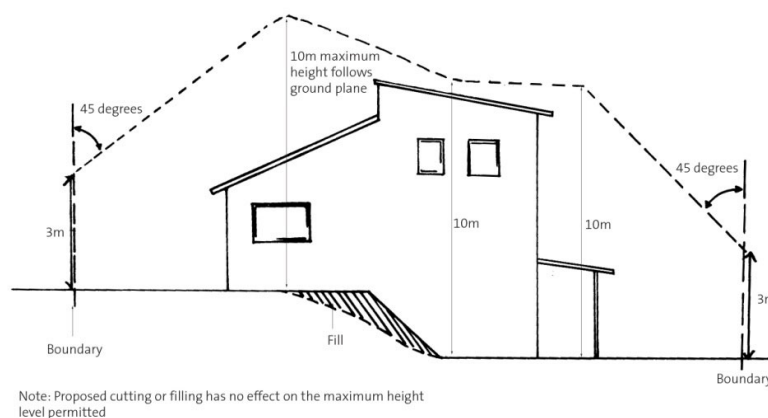 10m maximum
height follows
ground plane
45 degrees
45 degrees
3m
10m
10m
3m
Fill
Boundary
Boundary
Note: Proposed cutting or filling has no effect on the maximum height
level permitted